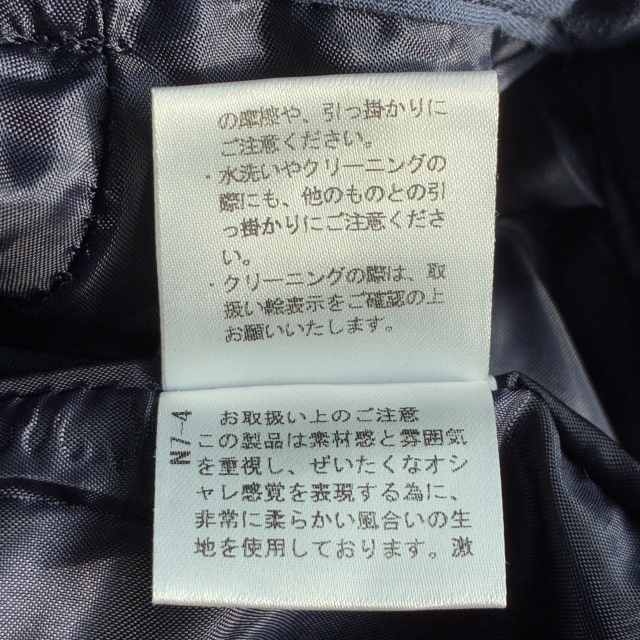 の摩擦や、引っ掛かりに
ご注意ください。
・水洗いやクリーニングの
際にも、他のものとの引
っ掛かりにご注意くださ
い。
・クリーニングの際は、取
扱い絵表示をご確認の上
お願いいたします。
N7-4
お取扱い上のご注意
この製品は素材感と雰囲気
を重視し、ぜいたくなオシ
ャレ感覚を表現する為に、
非常に柔らかい風合いの生
地を使用しております。激